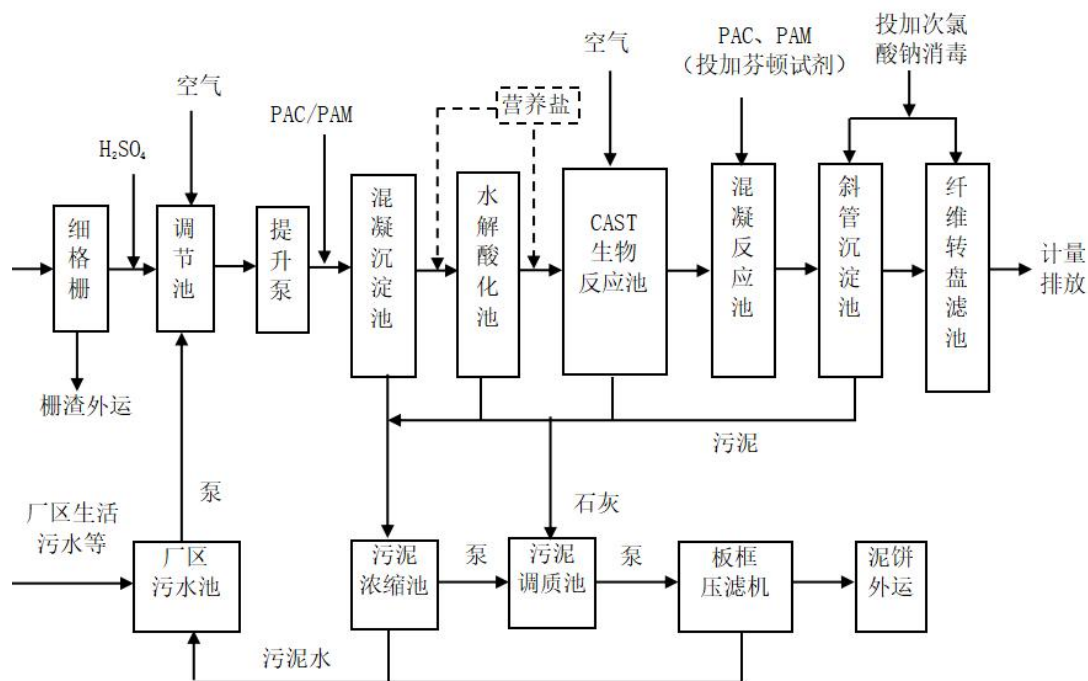 空气
H₂SO₄
PAC/PAM
营养盐
空气
PAC、PAM
（投加芬顿试剂）
投加次氯
酸钠消毒
细格栅
调节池
提升泵
混凝沉淀池
水解酸化池
CAST
生物
反应池
混凝反应池
斜管沉淀池
纤维转盘滤池
计量
排放
栅渣外运
污泥
泵
石灰
厂区生活
污水等
厂区
污水池
污泥
浓缩池
泵
污泥
调质池
泵
板框
压滤机
泥饼
外运
污泥水